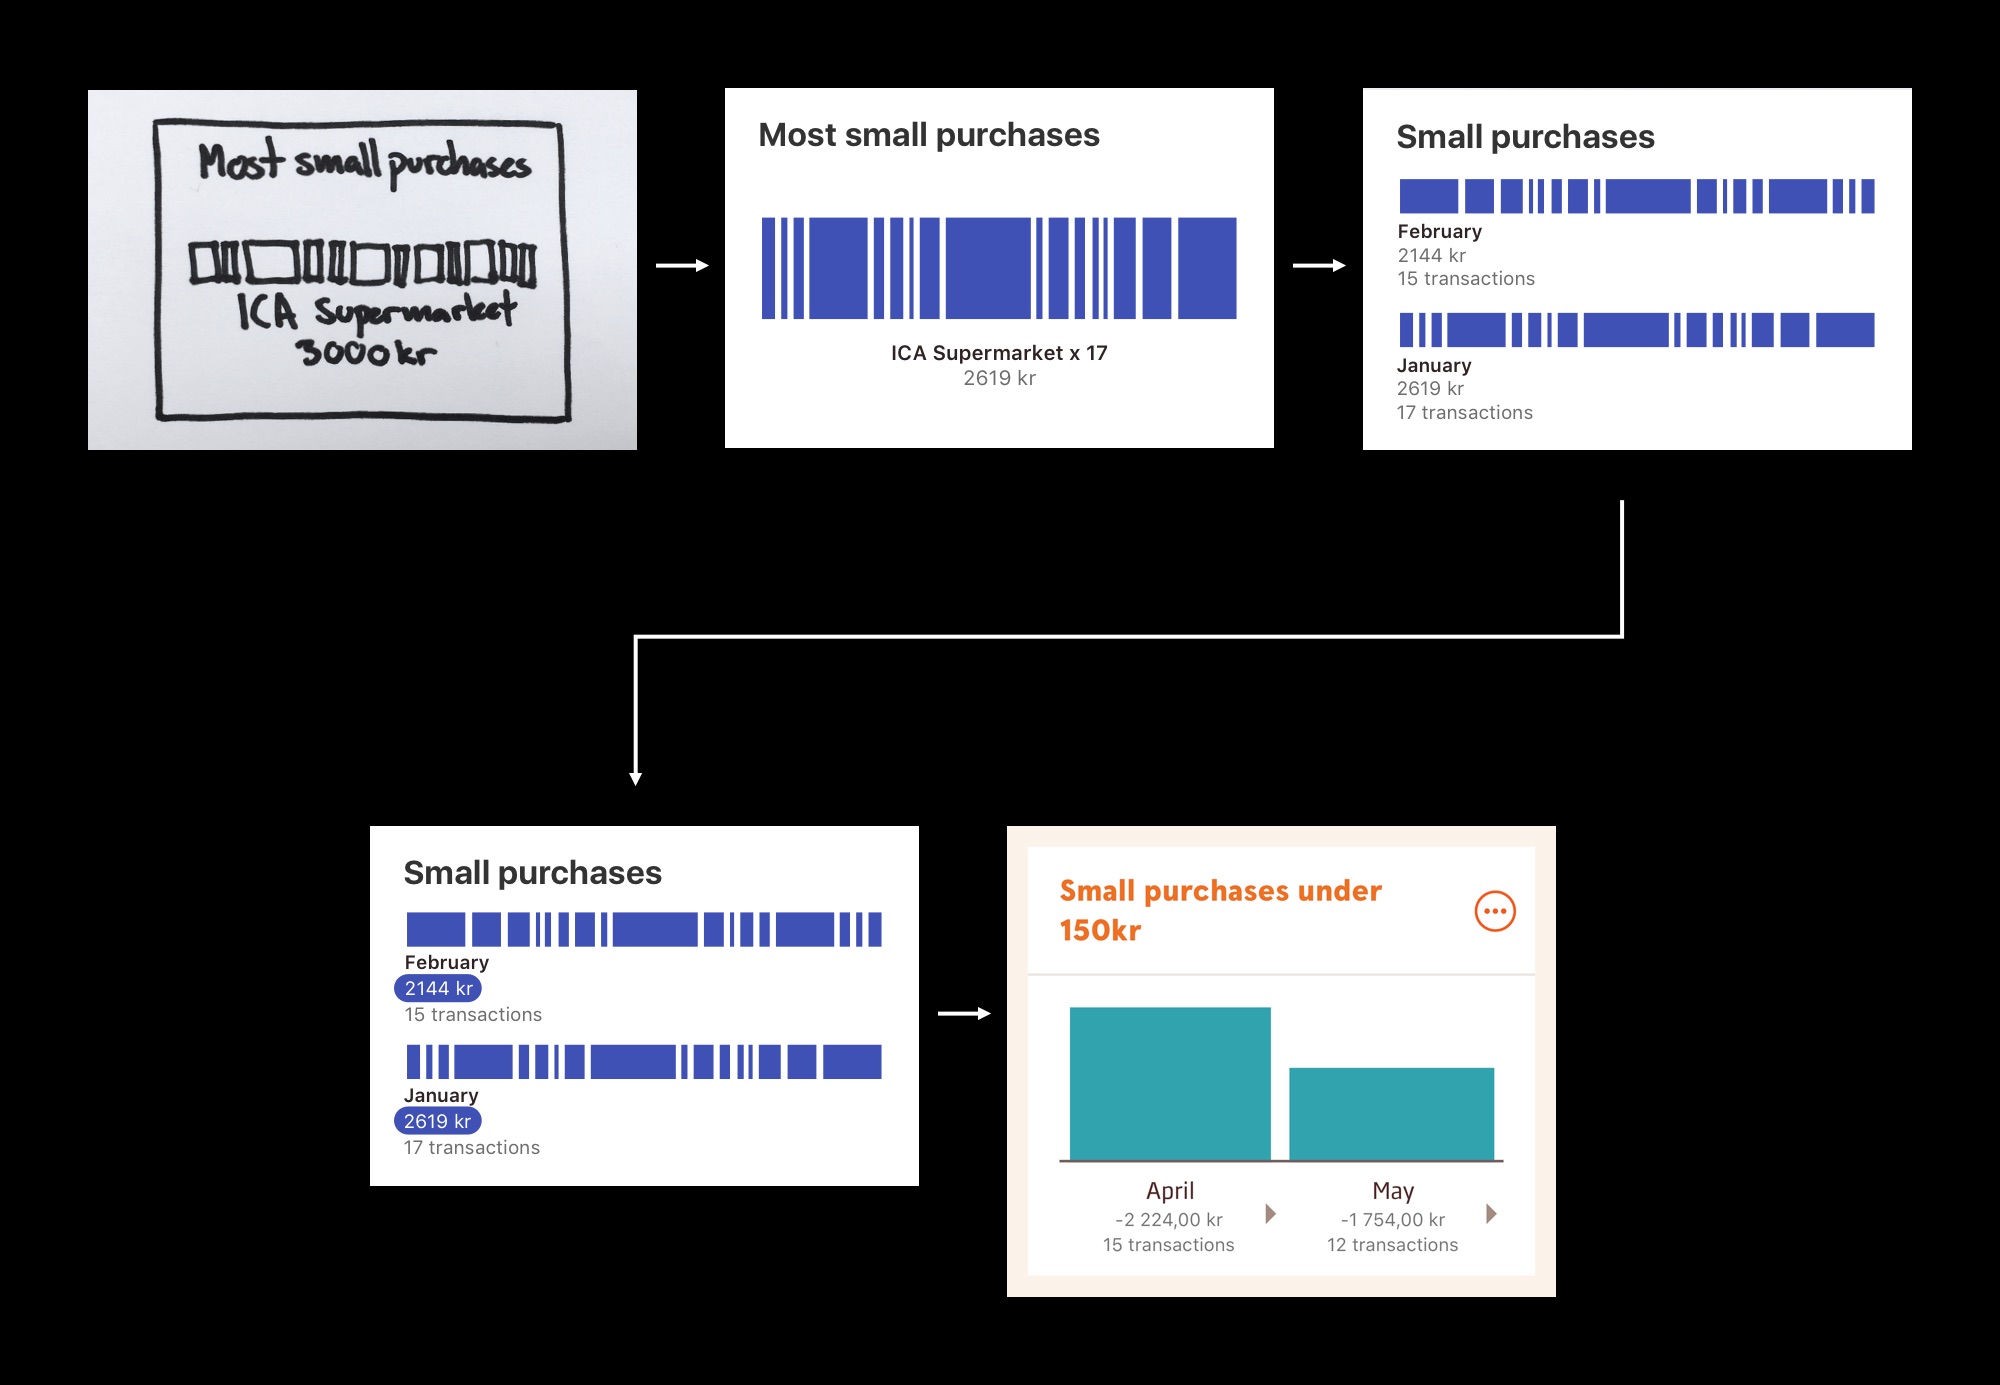 Most small purchases
ICA Supermarket
3000kr
Most small purchases
ICA Supermarket x 17
2619 kr
Small purchases
February
2144 kr
15 transactions
January
2619 kr
17 transactions
Small purchases
February
2144 kr
15 transactions
January
2619 kr
17 transactions
Small purchases under
150kr
April
-2 224,00 kr
15 transactions
May
-1 754,00 kr
12 transactions